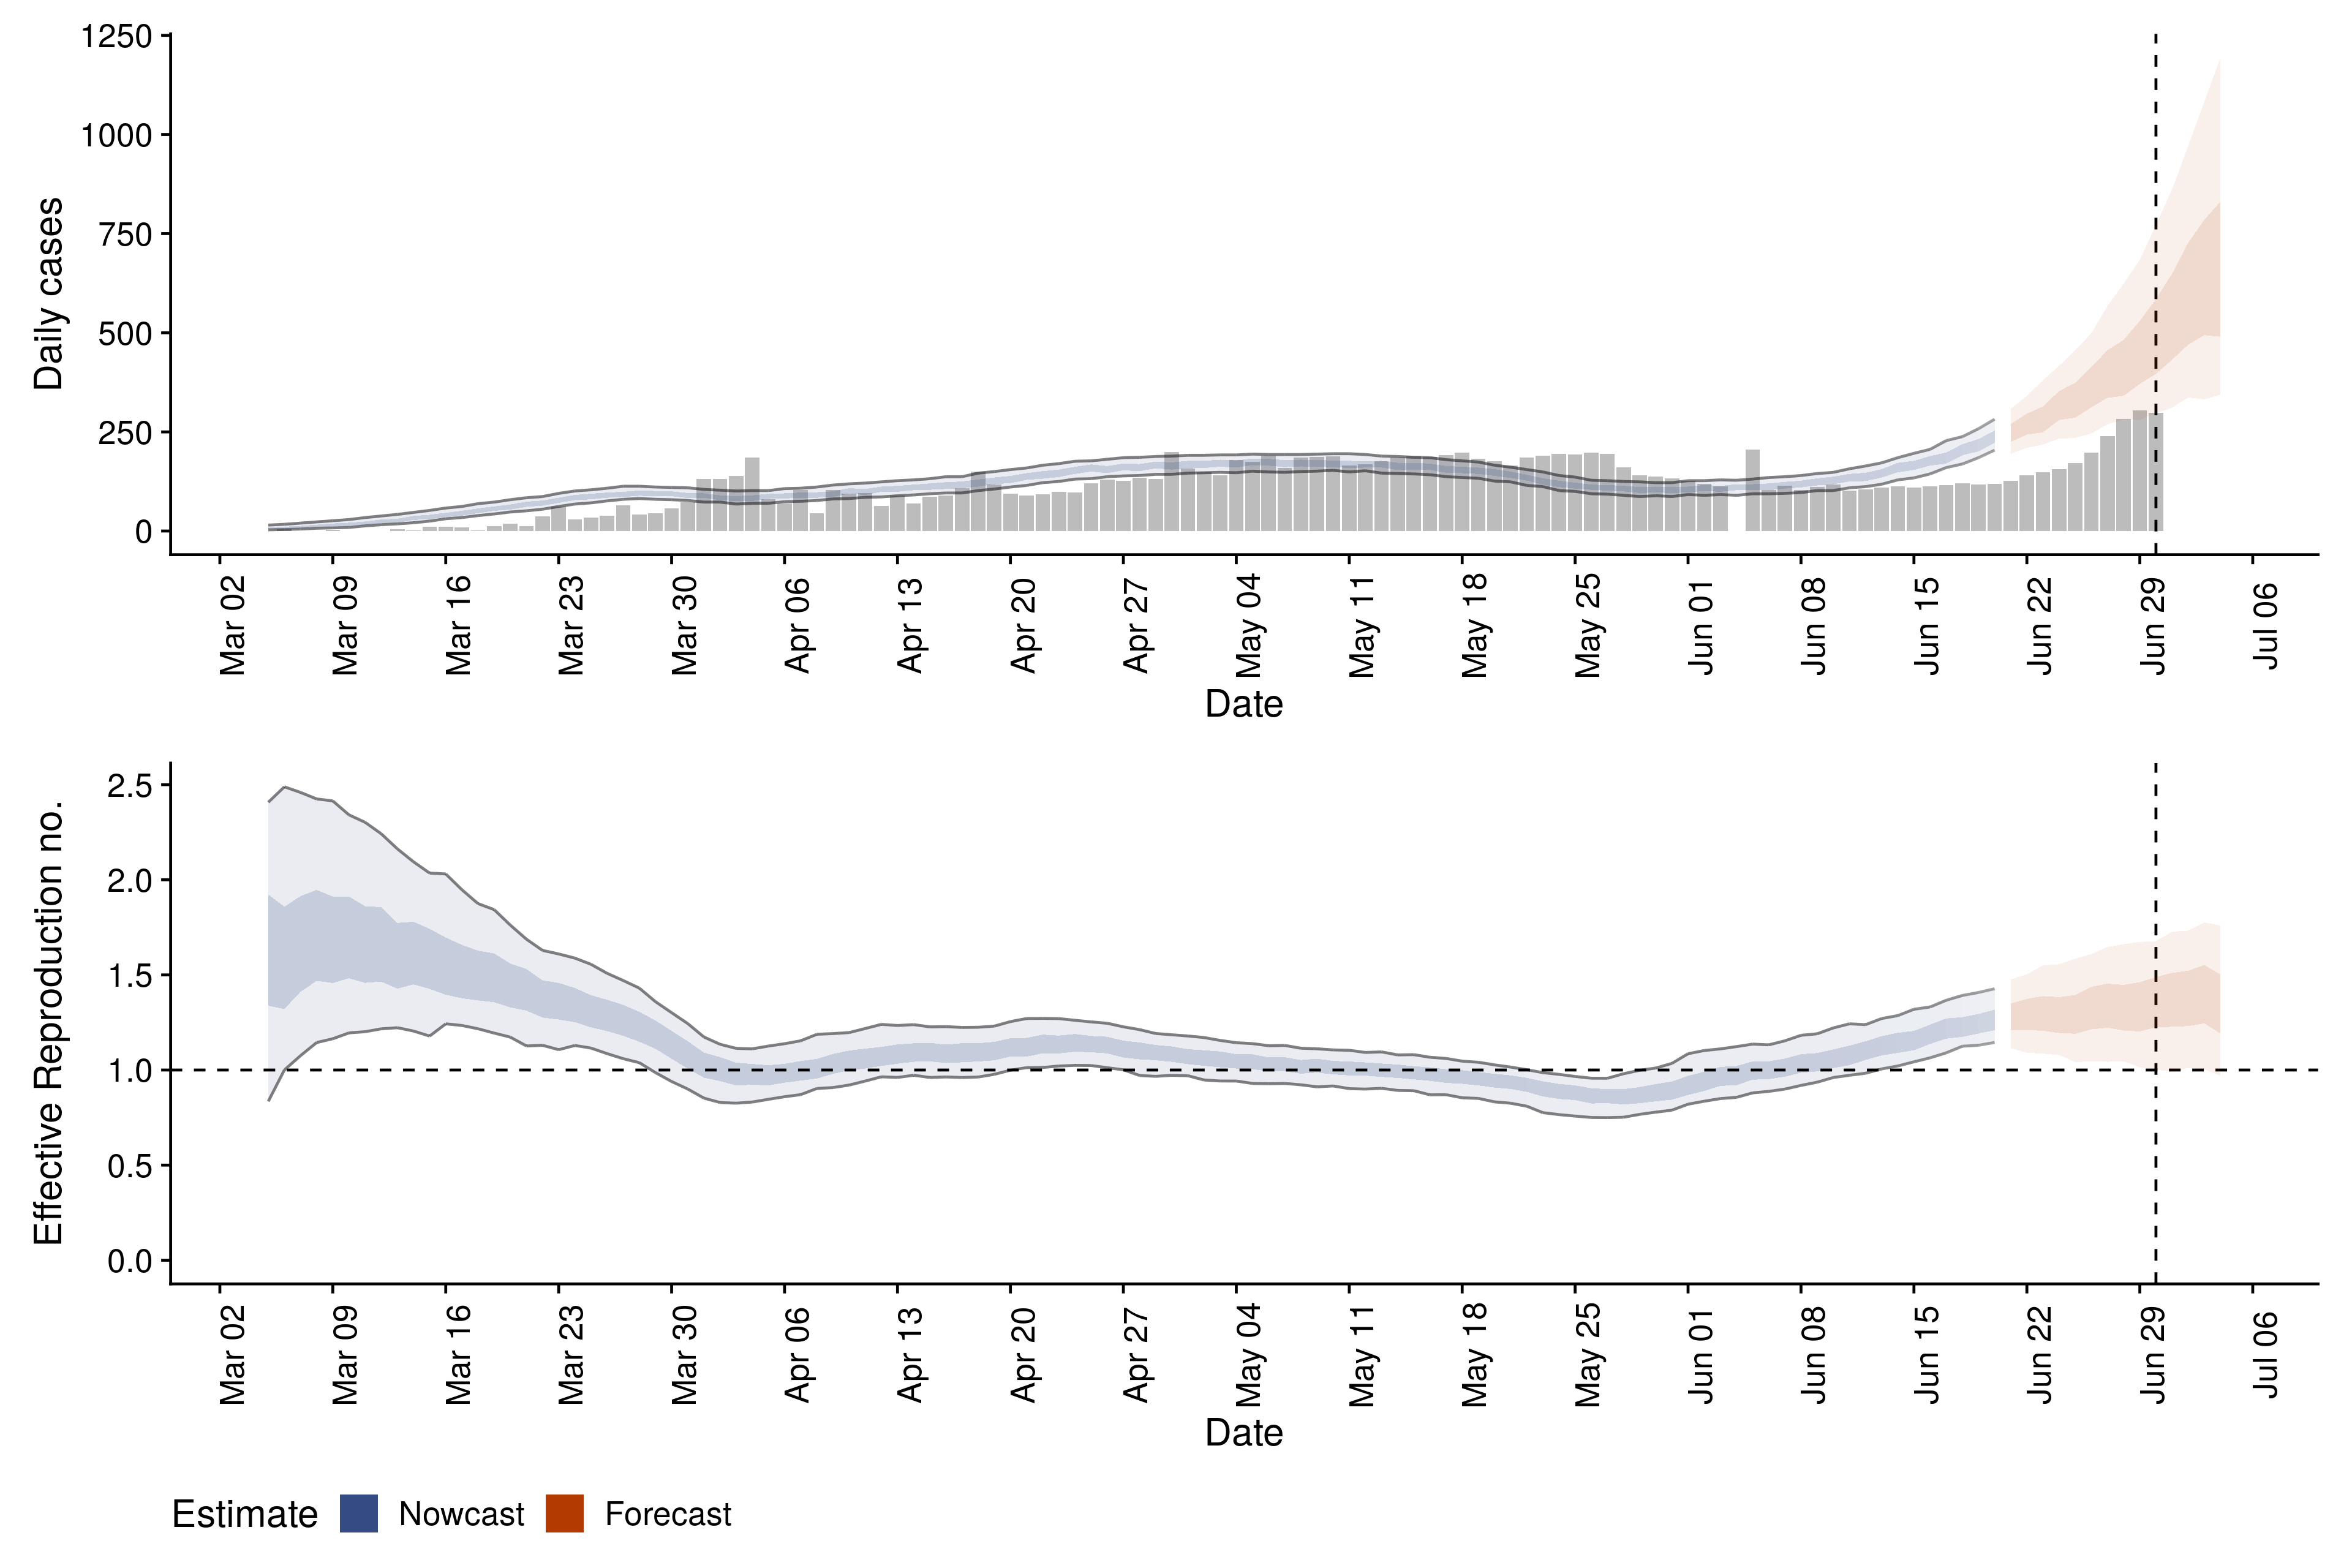 Daily cases
1250
1000
750
500
250
0
Mar 02 Mar 09 Mar 16 Mar 23 Mar 30 Apr 06 Apr 13 Apr 20 Apr 27 May 04 May 11 May 18 May 25 Jun 01 Jun 08 Jun 15 Jun 22 Jun 29 Jul 06
Date
Effective Reproduction no.
2.5
2.0
1.5
1.0
0.5
0.0
Mar 02 Mar 09 Mar 16 Mar 23 Mar 30 Apr 06 Apr 13 Apr 20 Apr 27 May 04 May 11 May 18 May 25 Jun 01 Jun 08 Jun 15 Jun 22 Jun 29 Jul 06
Date
Estimate Nowcast Forecast